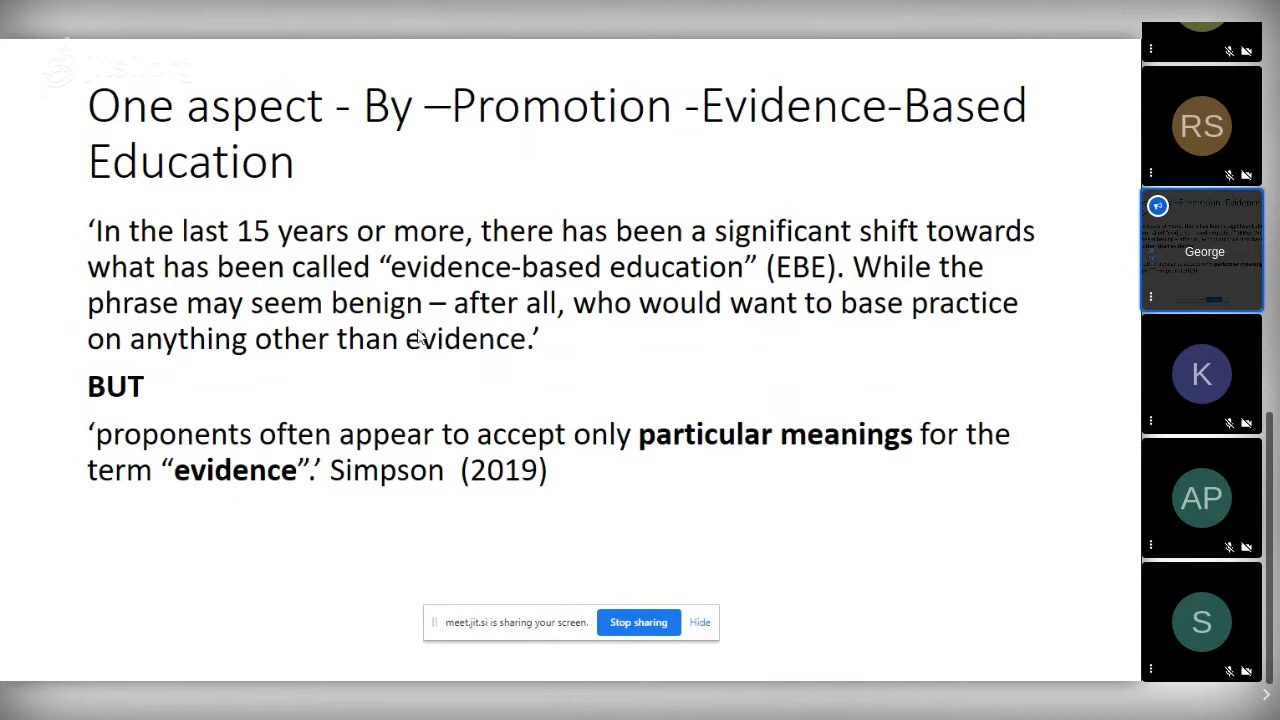 One aspect - By –Promotion -Evidence-Based
Education
‘In the last 15 years or more, there has been a significant shift towards
what has been called “evidence-based education” (EBE). While the
phrase may seem benign – after all, who would want to base practice
on anything other than evidence.’
BUT
‘proponents often appear to accept only particular meanings for the
term “evidence”.’ Simpson (2019)
meet.jit.si is sharing your screen.
Stop sharing
Hide
RS
George
K
AP
S